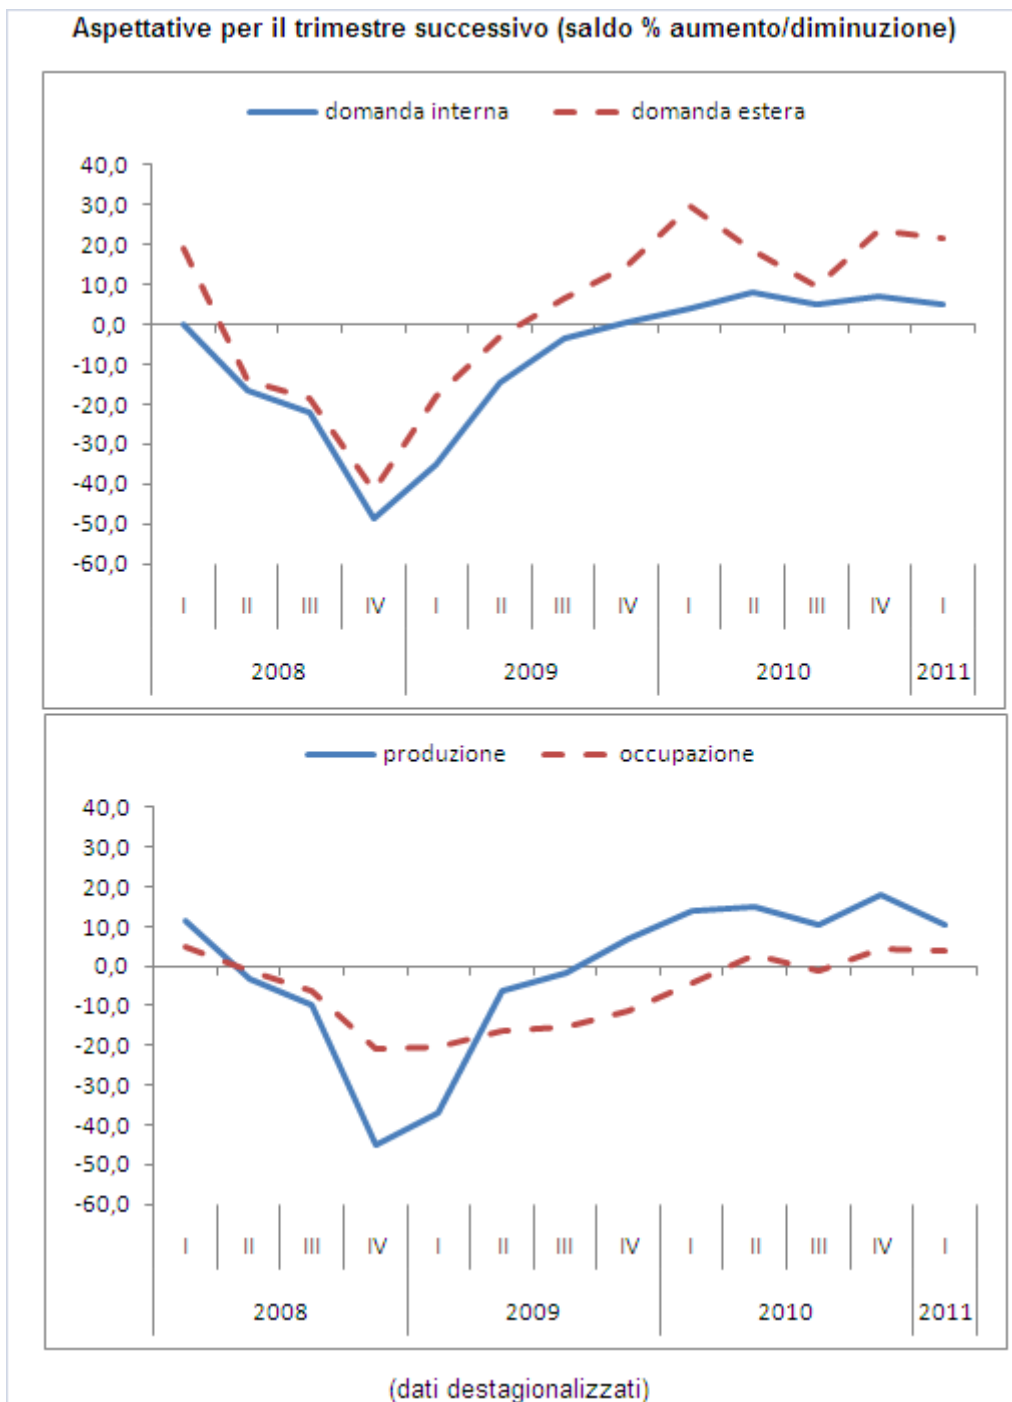 Aspettative per il trimestre successivo (saldo % aumento/diminuzione)
domanda interna domanda estera
40,0
30,0
20,0
10,0
0,0
-10,0
-20,0
-30,0
-40,0
-50,0
-60,0
I II III IV I II III IV I II III IV I
2008 2009 2010 2011
produzione occupazione
40,0
30,0
20,0
10,0
0,0
-10,0
-20,0
-30,0
-40,0
-50,0
-60,0
I II III IV I II III IV I II III IV I
2008 2009 2010 2011
(dati destagionalizzati)